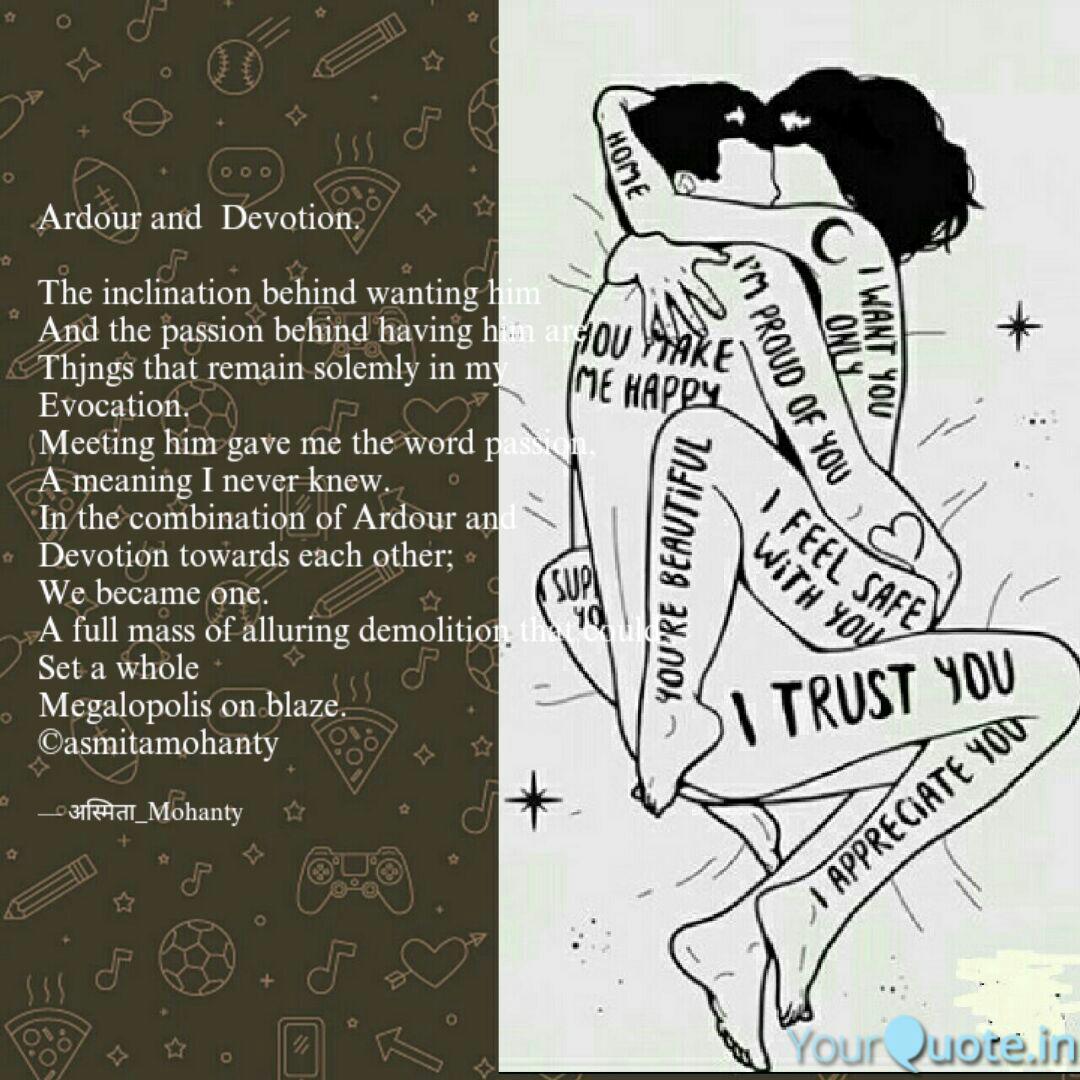 Ardour and Devotion.
The inclination behind wanting him
And the passion behind having him are
Thjngs that remain solemly in my
Evocation.
Meeting him gave me the word passion,
A meaning I never knew.
In the combination of Ardour and
Devotion towards each other;
We became one.
A full mass of alluring demolition that could
Set a whole
Megalopolis on blaze.
©asmitamohanty
— अस्मिता_Mohanty
HOME
I'M PROUD OF YOU
I WANT YOU
ONLY
YOU MAKE
ME HAPPY
YOU'RE BEAUTIFUL
I FEEL SAFE
WITH YOU
I TRUST YOU
I APPRECIATE YOU
YourQuote.in